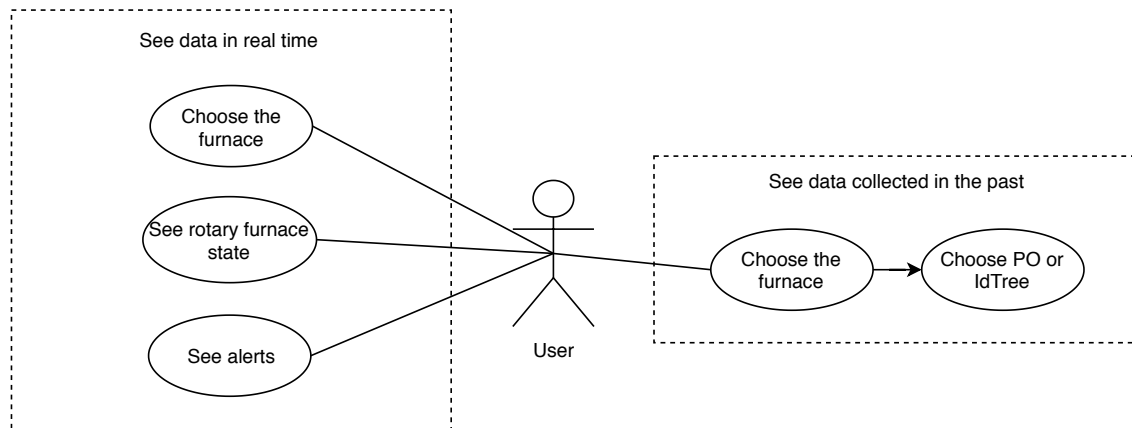 See data in real time
Choose the
furnace
See rotary furnace
state
See alerts
User
See data collected in the past
Choose the
furnace
Choose PO or
IdTree